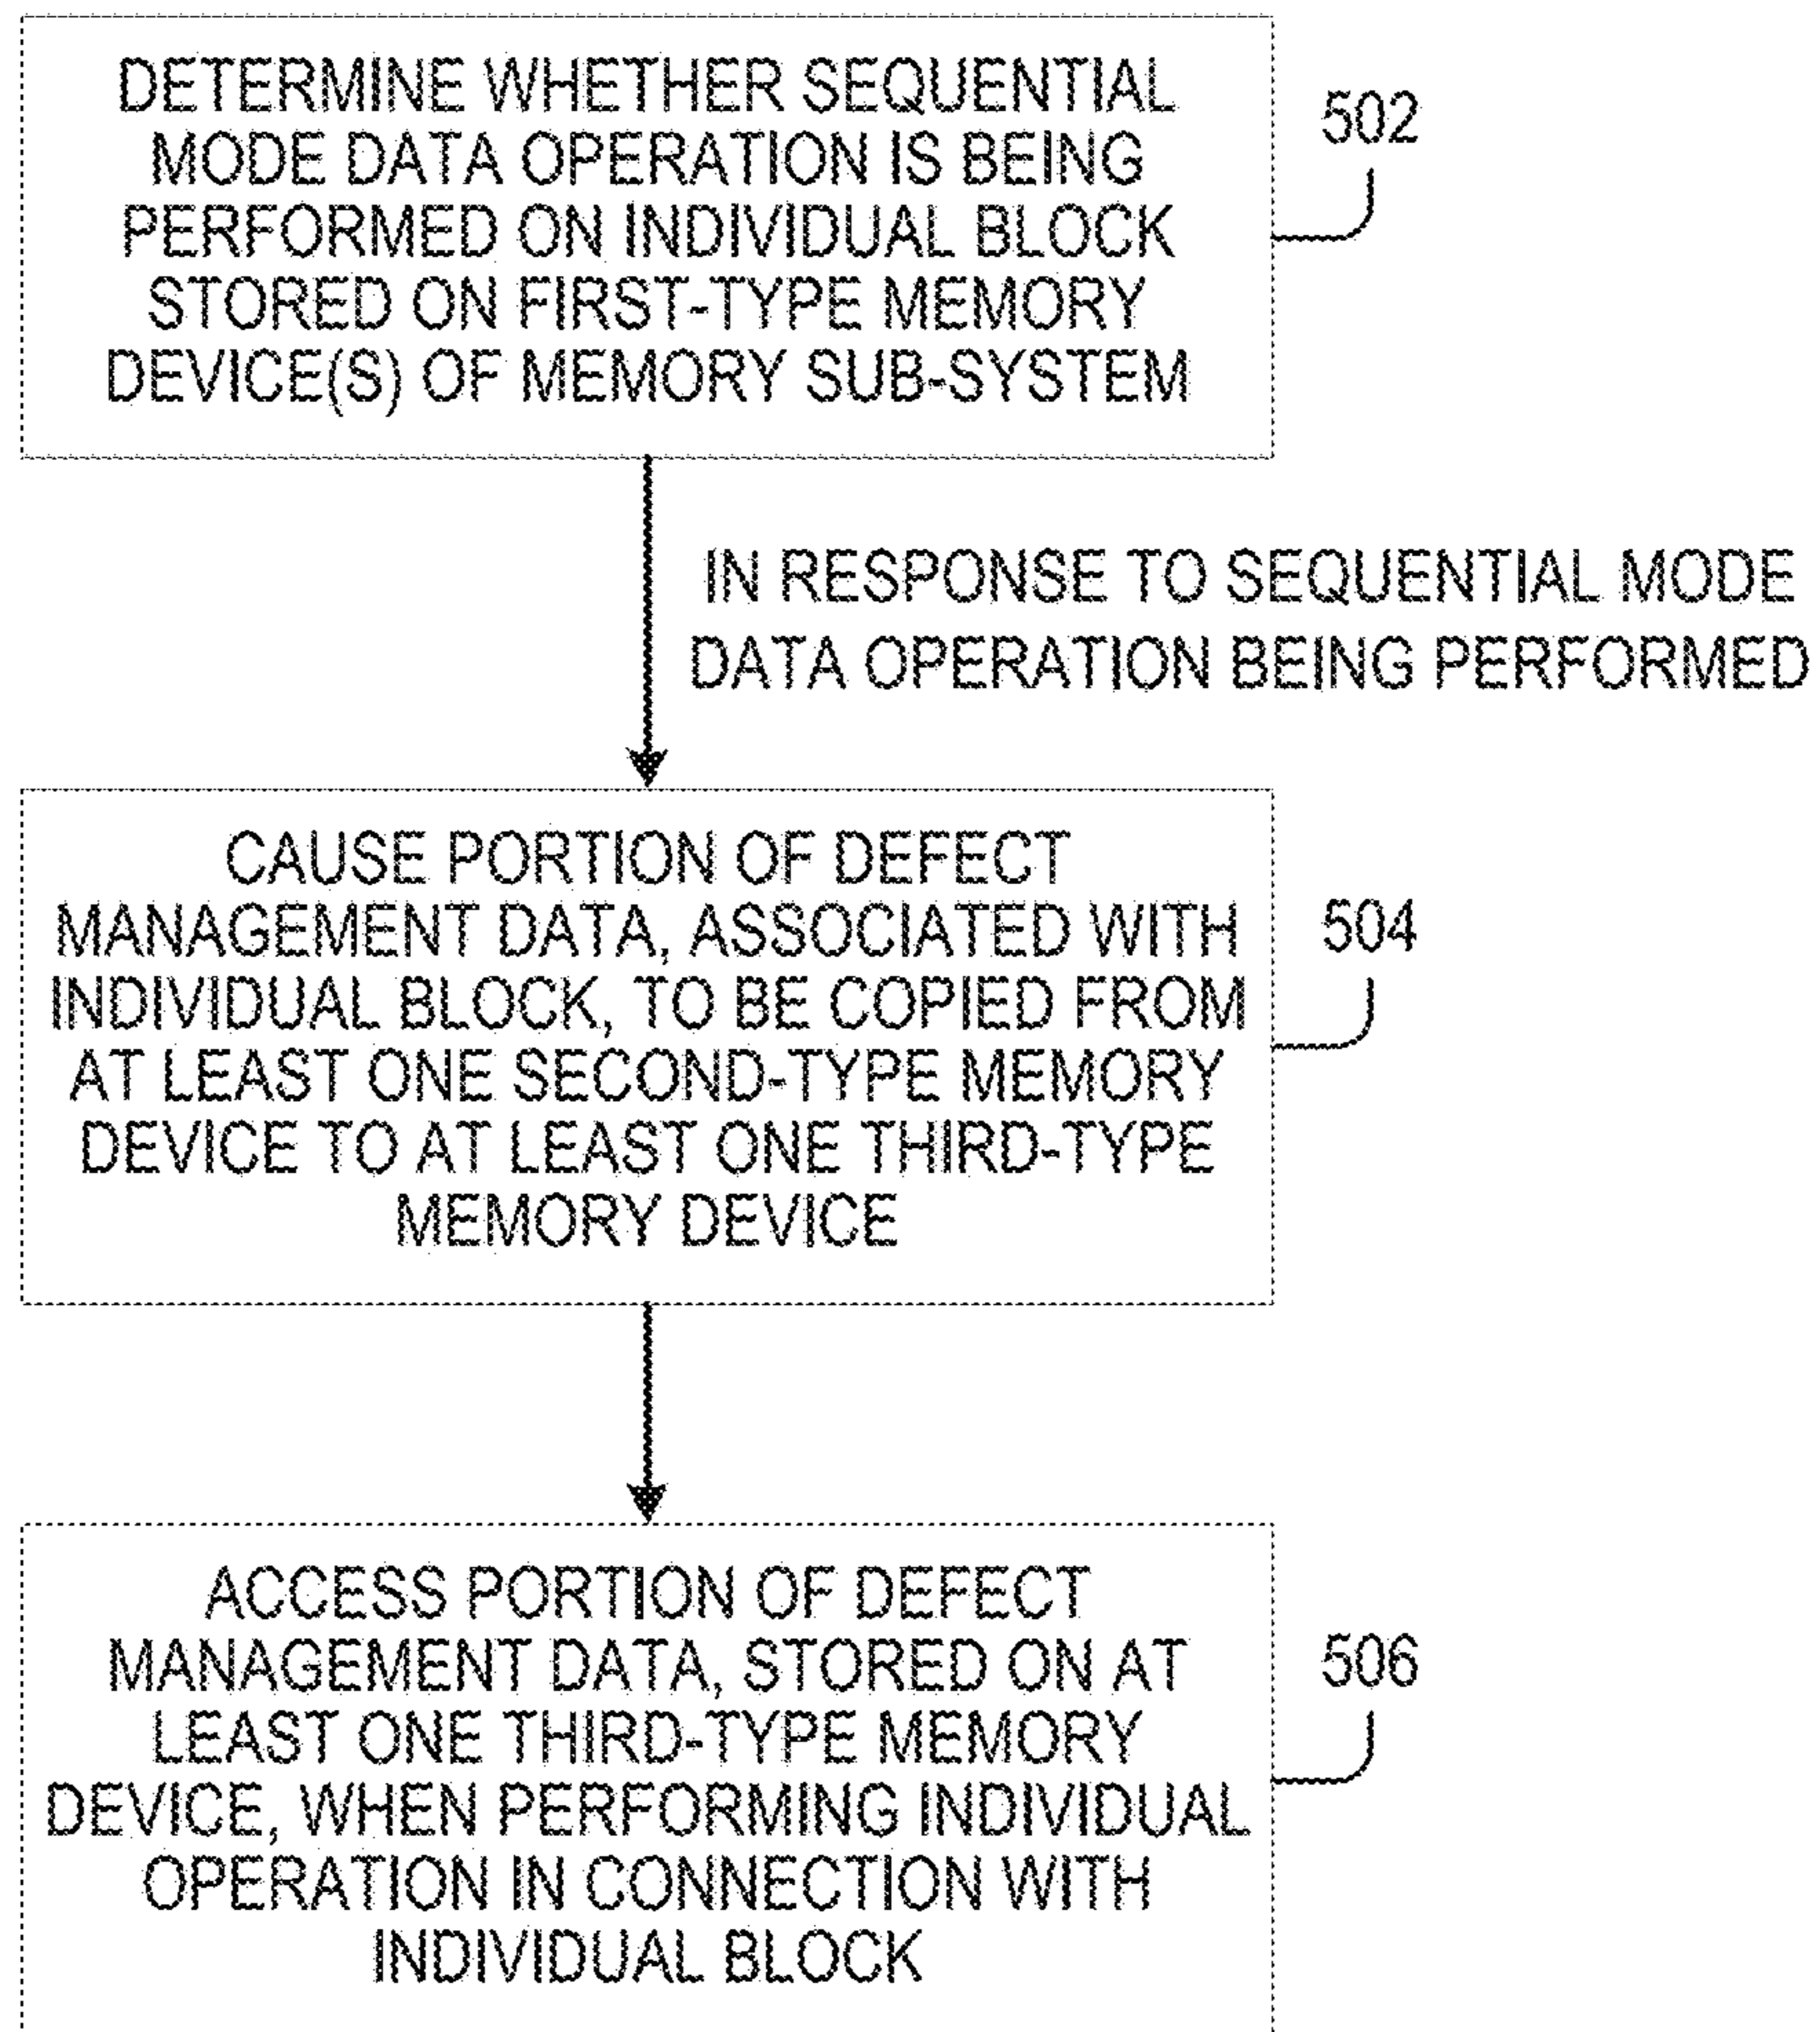 DETERMINE WHETHER SEQUENTIAL
MODE DATA OPERATION IS BEING
PERFORMED ON INDIVIDUAL BLOCK
STORED ON FIRST-TYPE MEMORY
DEVICE(S) OF MEMORY SUB-SYSTEM
502
IN RESPONSE TO SEQUENTIAL MODE
DATA OPERATION BEING PERFORMED
CAUSE PORTION OF DEFECT
MANAGEMENT DATA, ASSOCIATED WITH
INDIVIDUAL BLOCK, TO BE COPIED FROM
AT LEAST ONE SECOND-TYPE MEMORY
DEVICE TO AT LEAST ONE THIRD-TYPE
MEMORY DEVICE
504
ACCESS PORTION OF DEFECT
MANAGEMENT DATA, STORED ON AT
LEAST ONE THIRD-TYPE MEMORY
DEVICE, WHEN PERFORMING INDIVIDUAL
OPERATION IN CONNECTION WITH
INDIVIDUAL BLOCK
506